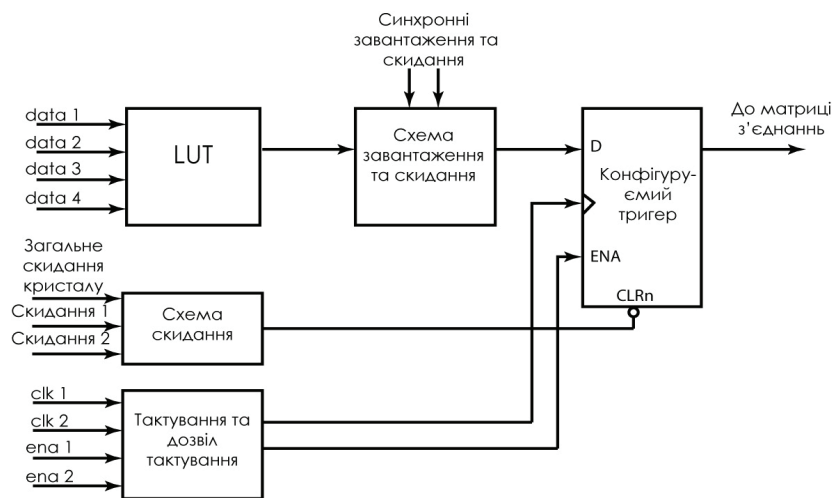 Синхронні
завантаження та
скидання
data 1
data 2
data 3
data 4
LUT
Схема
завантаження
та скидання
D
Конфігуру-
ємий
тригер
ENA
CLRn
До матриці
з’єднаннь
Загальне
скидання
кристалу
Скидання 1
Скидання 2
Схема
скидання
clk 1
clk 2
ena 1
ena 2
Тактування та
дозвіл
тактування